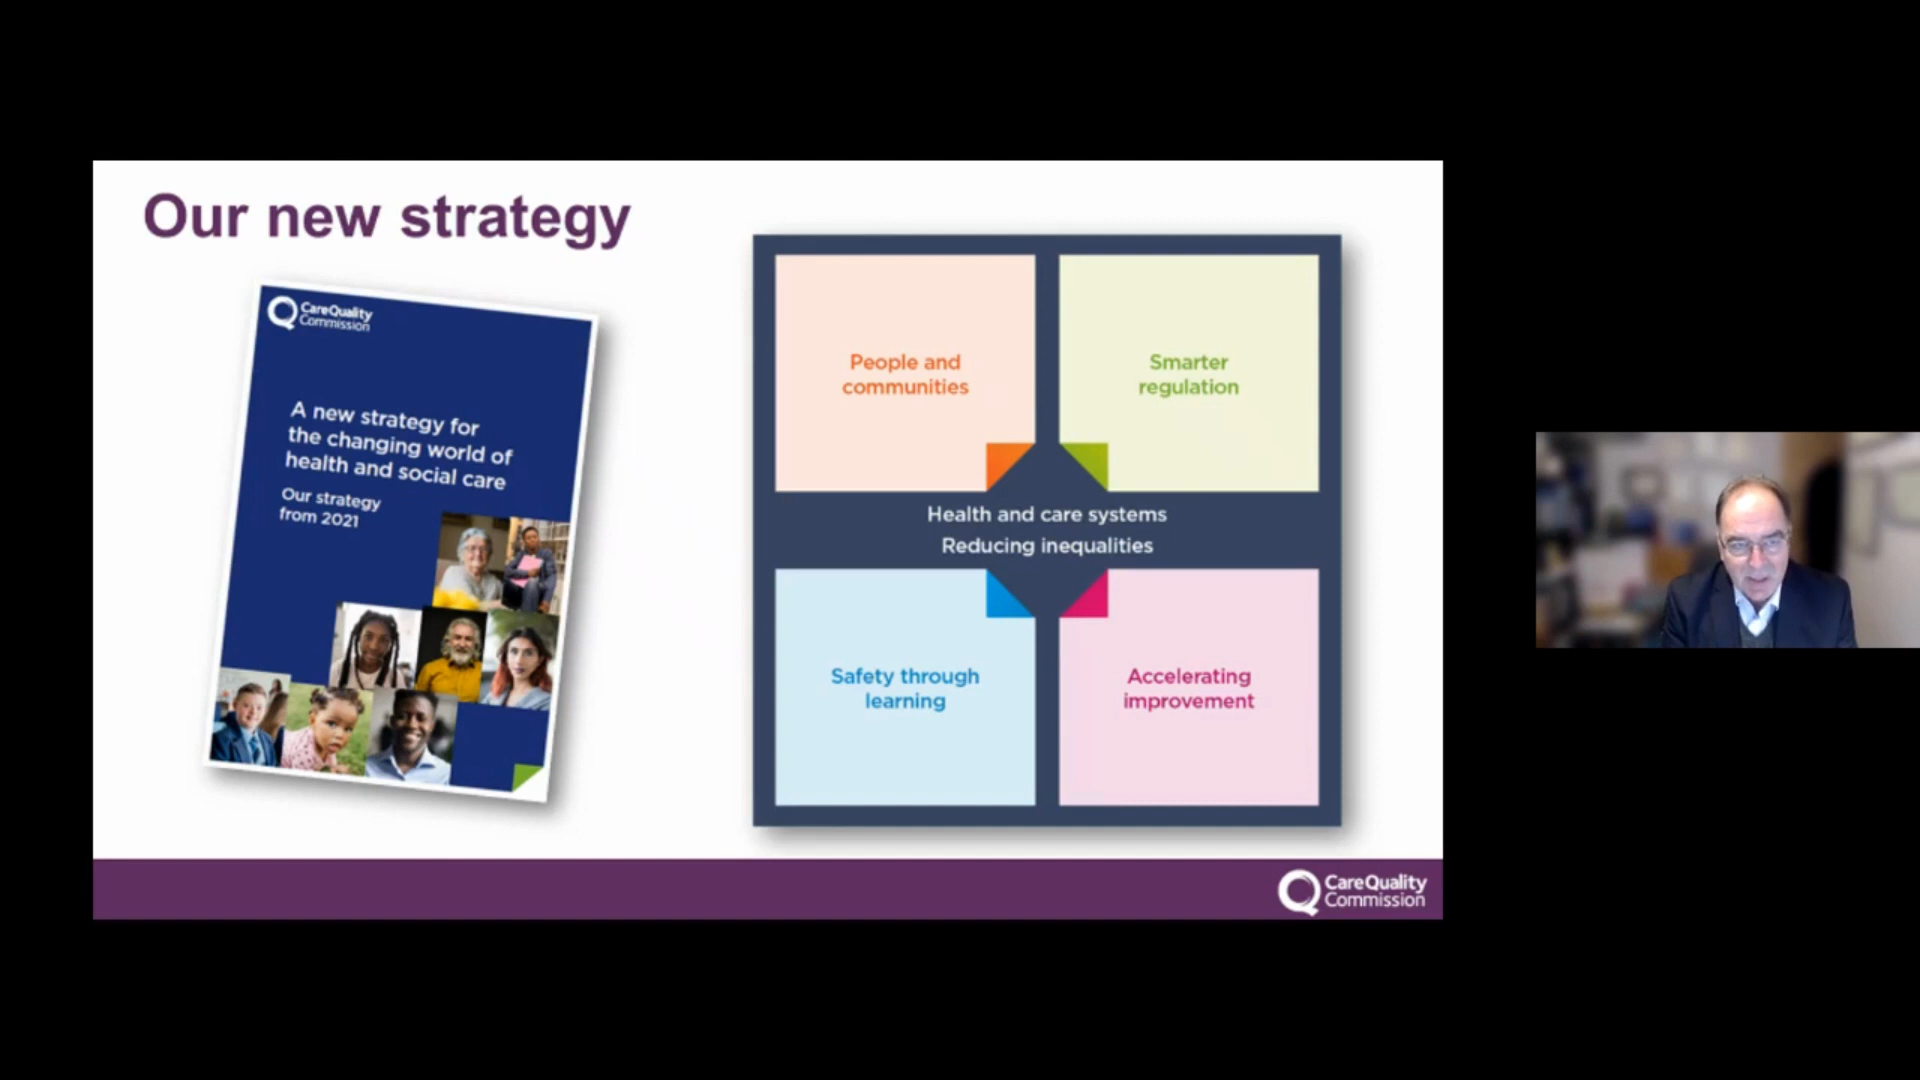 Our new strategy
CareQuality
Commission
A new strategy for
the changing world of
health and social care
Our strategy
from 2021
People and
communities
Smarter
regulation
Health and care systems
Reducing inequalities
Safety through
learning
Accelerating
improvement
CareQuality
Commission